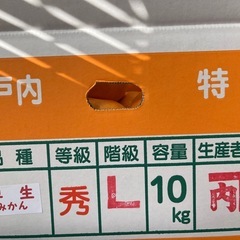 戸内 特
品種 等級 階級 容量 生産者
生 秀 L 10 内
みかん kg